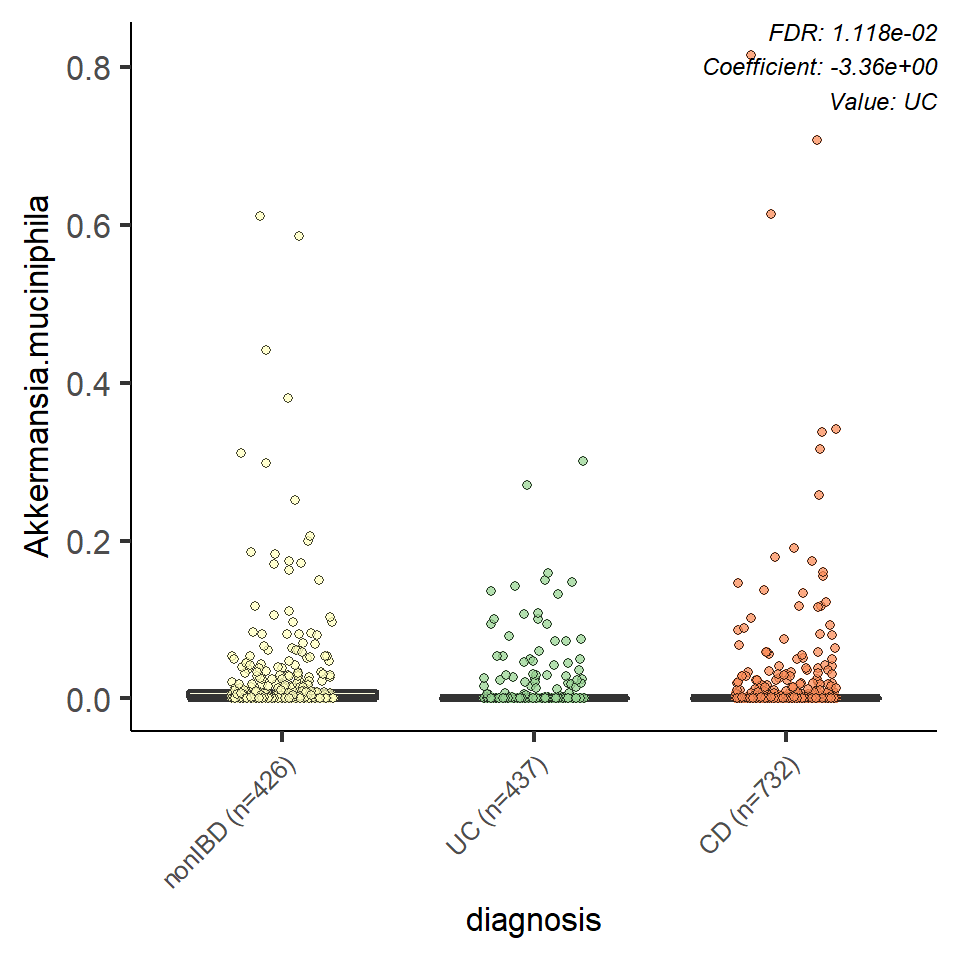 FDR: 1.118e-02
Coefficient: -3.36e+00
Value: UC
Akkermansia.muciniphila
0.8
0.6
0.4
0.2
0.0
nonIBD (n=426)
UC (n=437)
CD (n=732)
diagnosis